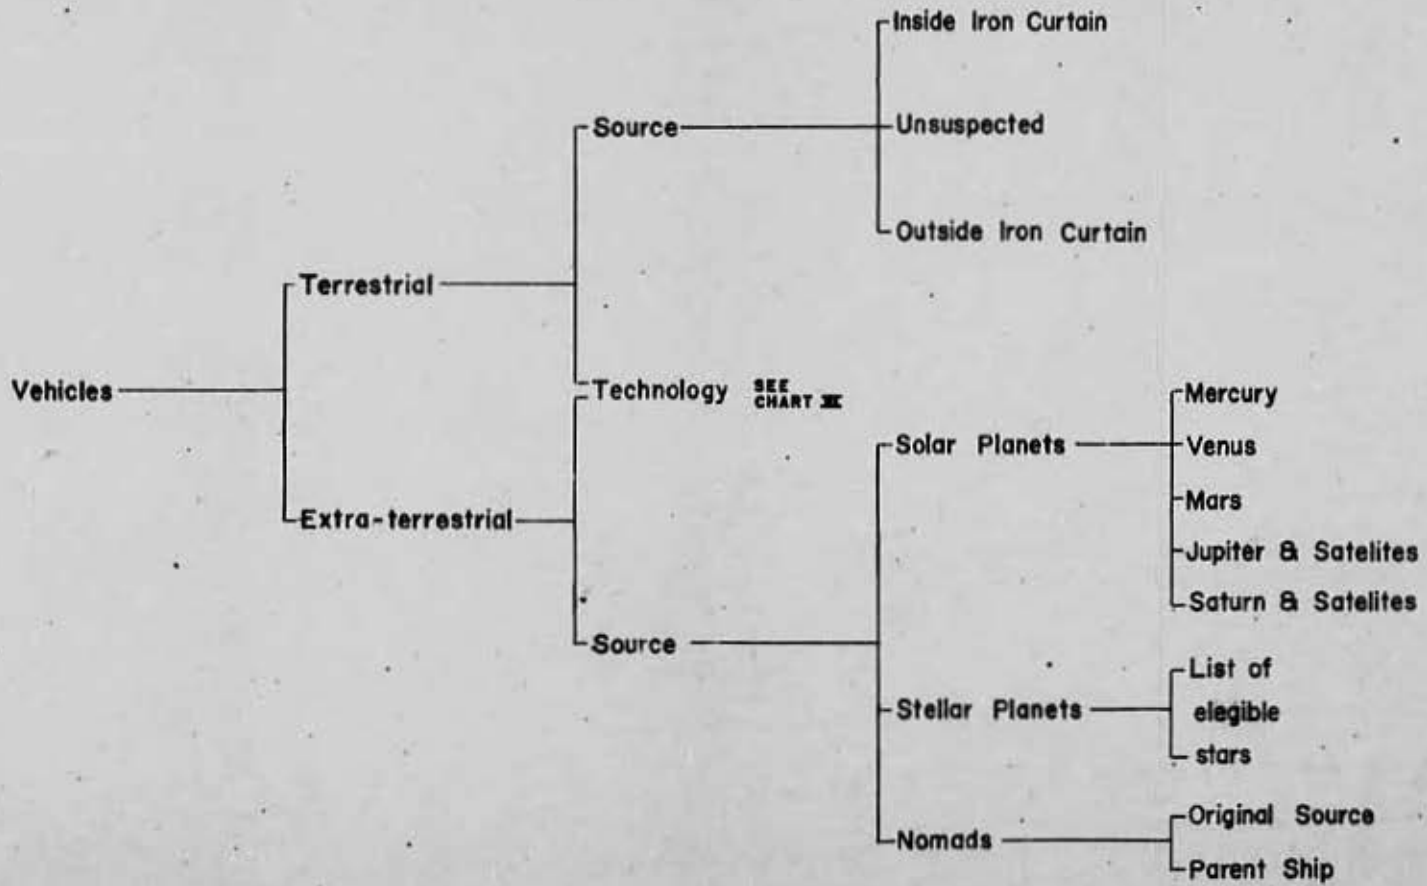 Inside Iron Curtain
Source
Unsuspected
Outside Iron Curtain
Terrestrial
Vehicles
Technology
SEE
CHART
Extra-terrestrial
Source
Solar Planets
Mercury
Venus
Mars
Jupiter & Satelites
Saturn & Satelites
Stellar Planets
List of
elegible
stars
Nomads
Original Source
Parent Ship